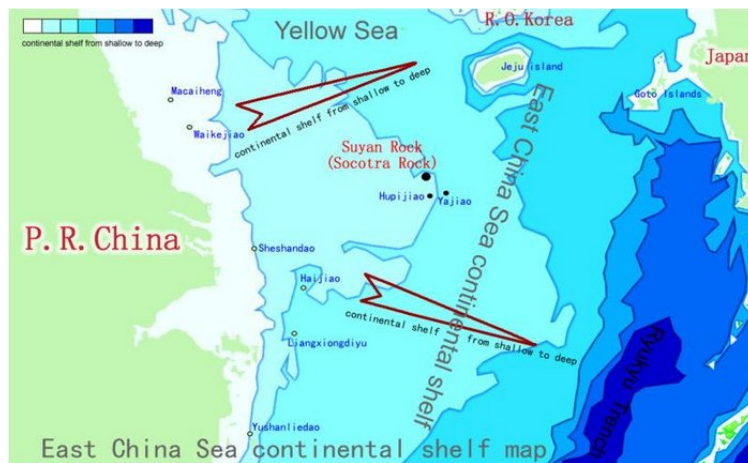 R.O.Korea
Yellow Sea
continental shelf from shallow to deep
Japan
Jeju island
Macaiheng
Goto Islands
continental shelf from shallow to deep
Waikejiao
Suyan Rock
(Socotra Rock)
East China Sea continental shelf
Hupijiao
Yajiao
P.R.China
Sheshandao
Haijiao
continental shelf from shallow to deep
Liangxiongdiyu
Ryukyu Trench
Yushanliedao
East China Sea continental shelf map